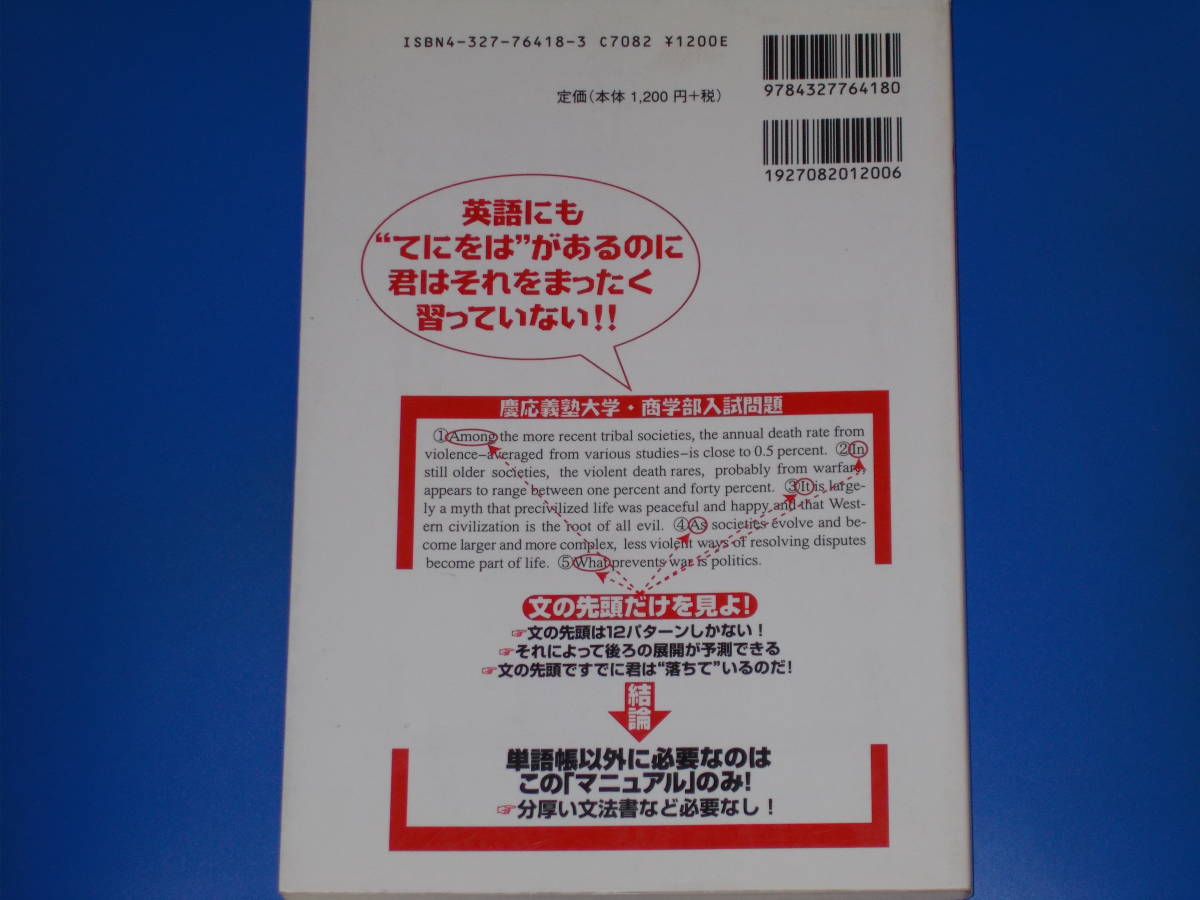 ISBN4-327-76418-3 C7082 ¥1200E
定価(本体 1,200 円+税)
9784327764180
1927082012006
英語にも
“てにをは”があるのに
君はそれをまったく
習っていない!!
慶応義塾大学・商学部入試問題
①Among the more recent tribal societies, the annual death rate from
violence–averaged from various studies–is close to 0.5 percent. ②In
still older societies, the violent death rares, probably from warfary,
appears to range between one percent and forty percent. ③It is large-
ly a myth that precivilized life was peaceful and happy and that West-
ern civilization is the root of all evil. ④As societies evolve and be-
come larger and more complex, less violent ways of resolving disputes
become part of life. ⑤What prevents war is politics.
文の先頭だけを見よ!
☞文の先頭は12パターンしかない!
☞それによって後ろの展開が予測できる
☞文の先頭ですでに君は“落ちて”いるのだ!
結論
単語帳以外に必要なのは
この「マニュアル」のみ!
☞分厚い文法書など必要なし!